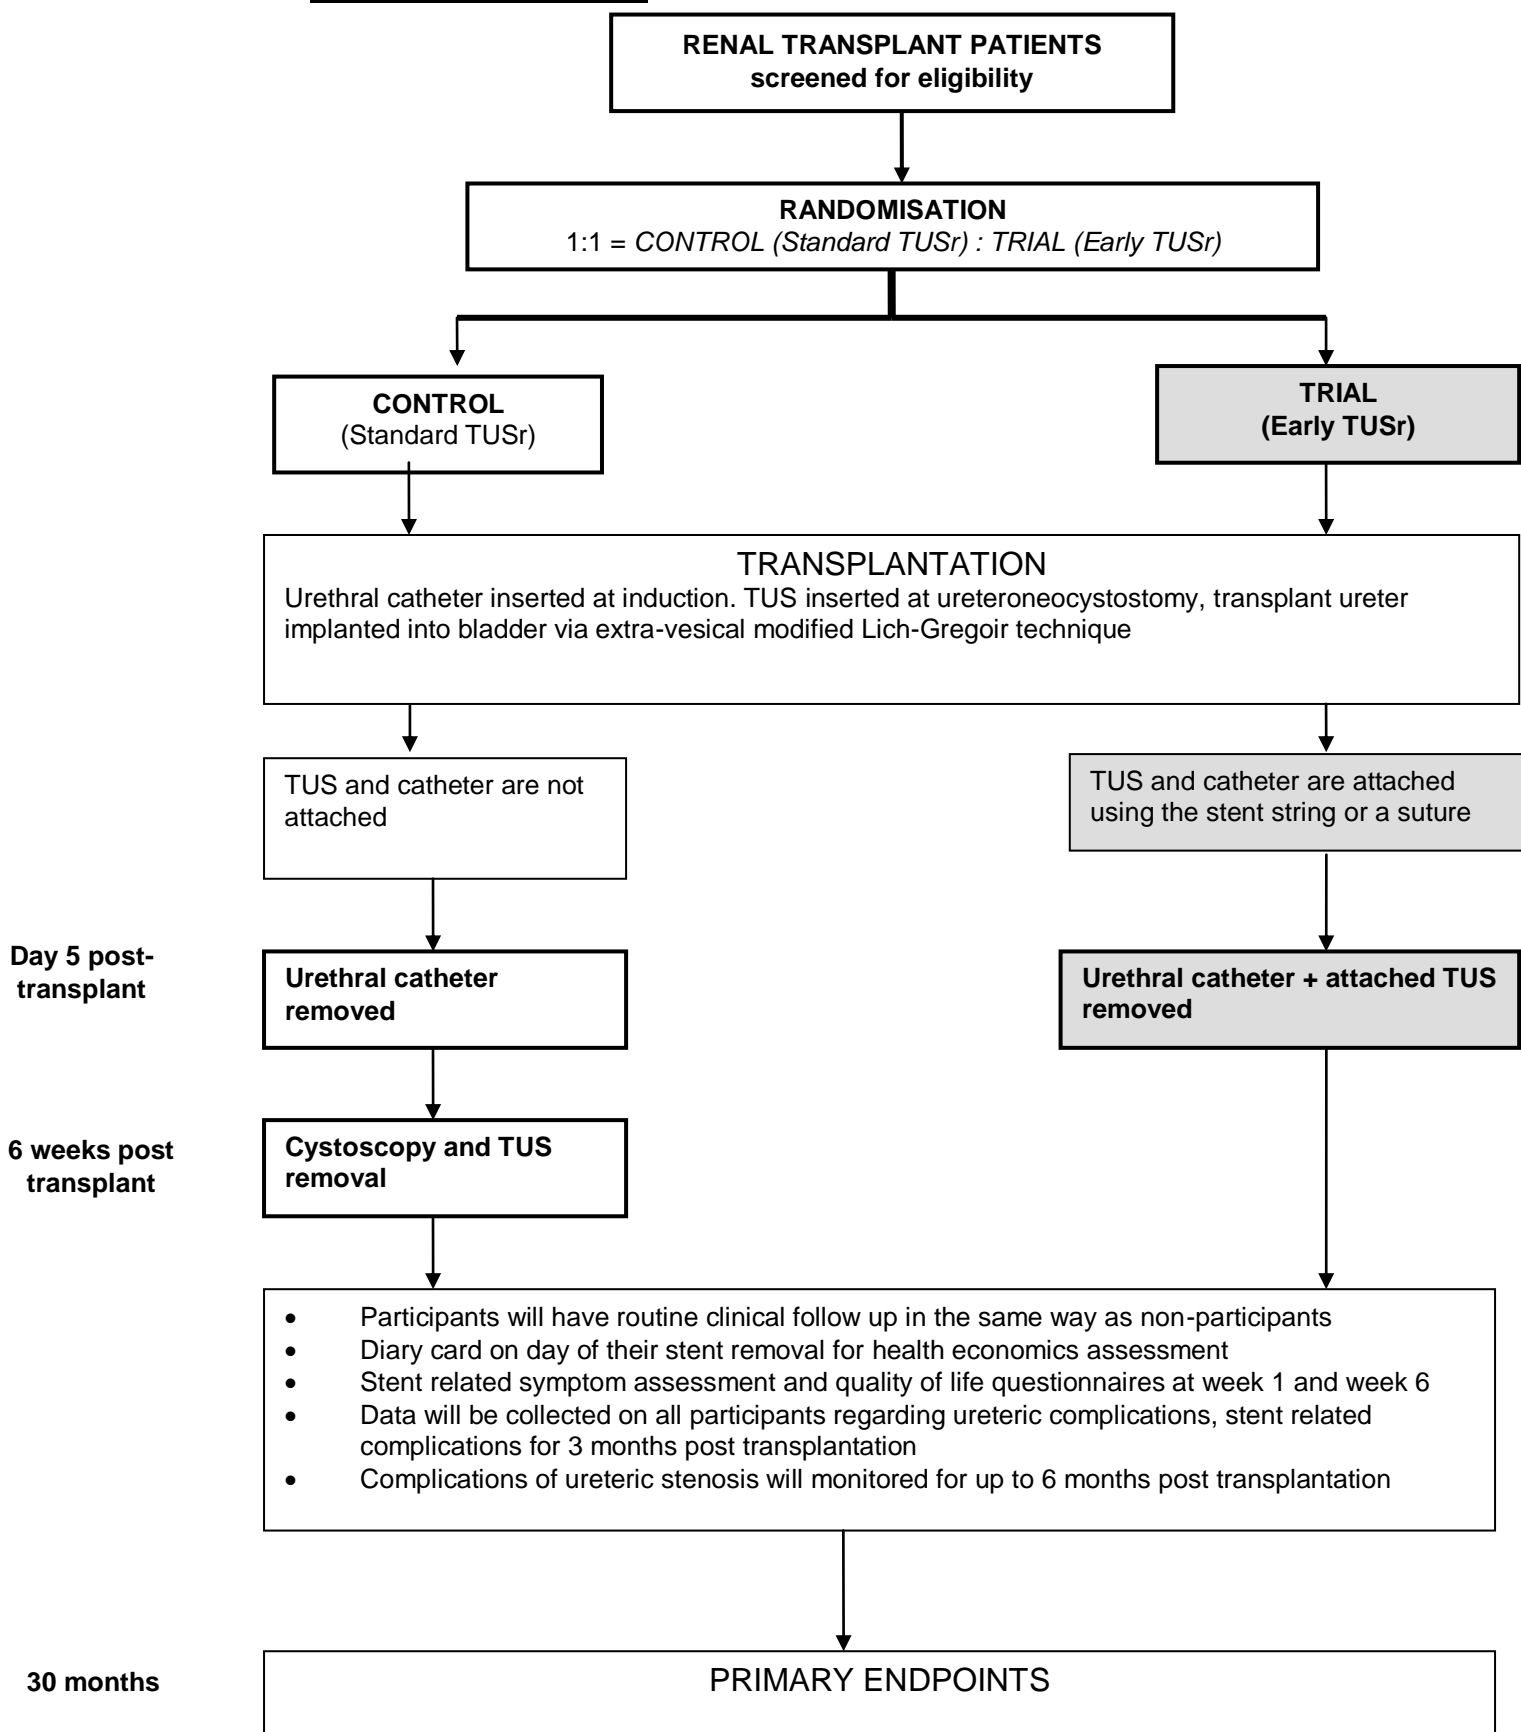 RENAL TRANSPLANT PATIENTS
screened for eligibility
RANDOMISATION
1:1 = CONTROL (Standard TUSr) : TRIAL (Early TUSr)
CONTROL
(Standard TUSr)
TRIAL
(Early TUSr)
TRANSPLANTATION
Urethral catheter inserted at induction. TUS inserted at ureteroneocystostomy, transplant ureter
implanted into bladder via extra-vesical modified Lich-Gregoir technique
TUS and catheter are not
attached
TUS and catheter are attached
using the stent string or a suture
Day 5 post-
transplant
Urethral catheter
removed
Urethral catheter + attached TUS
removed
6 weeks post
transplant
Cystoscopy and TUS
removal
• Participants will have routine clinical follow up in the same way as non-participants
• Diary card on day of their stent removal for health economics assessment
• Stent related symptom assessment and quality of life questionnaires at week 1 and week 6
• Data will be collected on all participants regarding ureteric complications, stent related
complications for 3 months post transplantation
• Complications of ureteric stenosis will monitored for up to 6 months post transplantation
30 months
PRIMARY ENDPOINTS